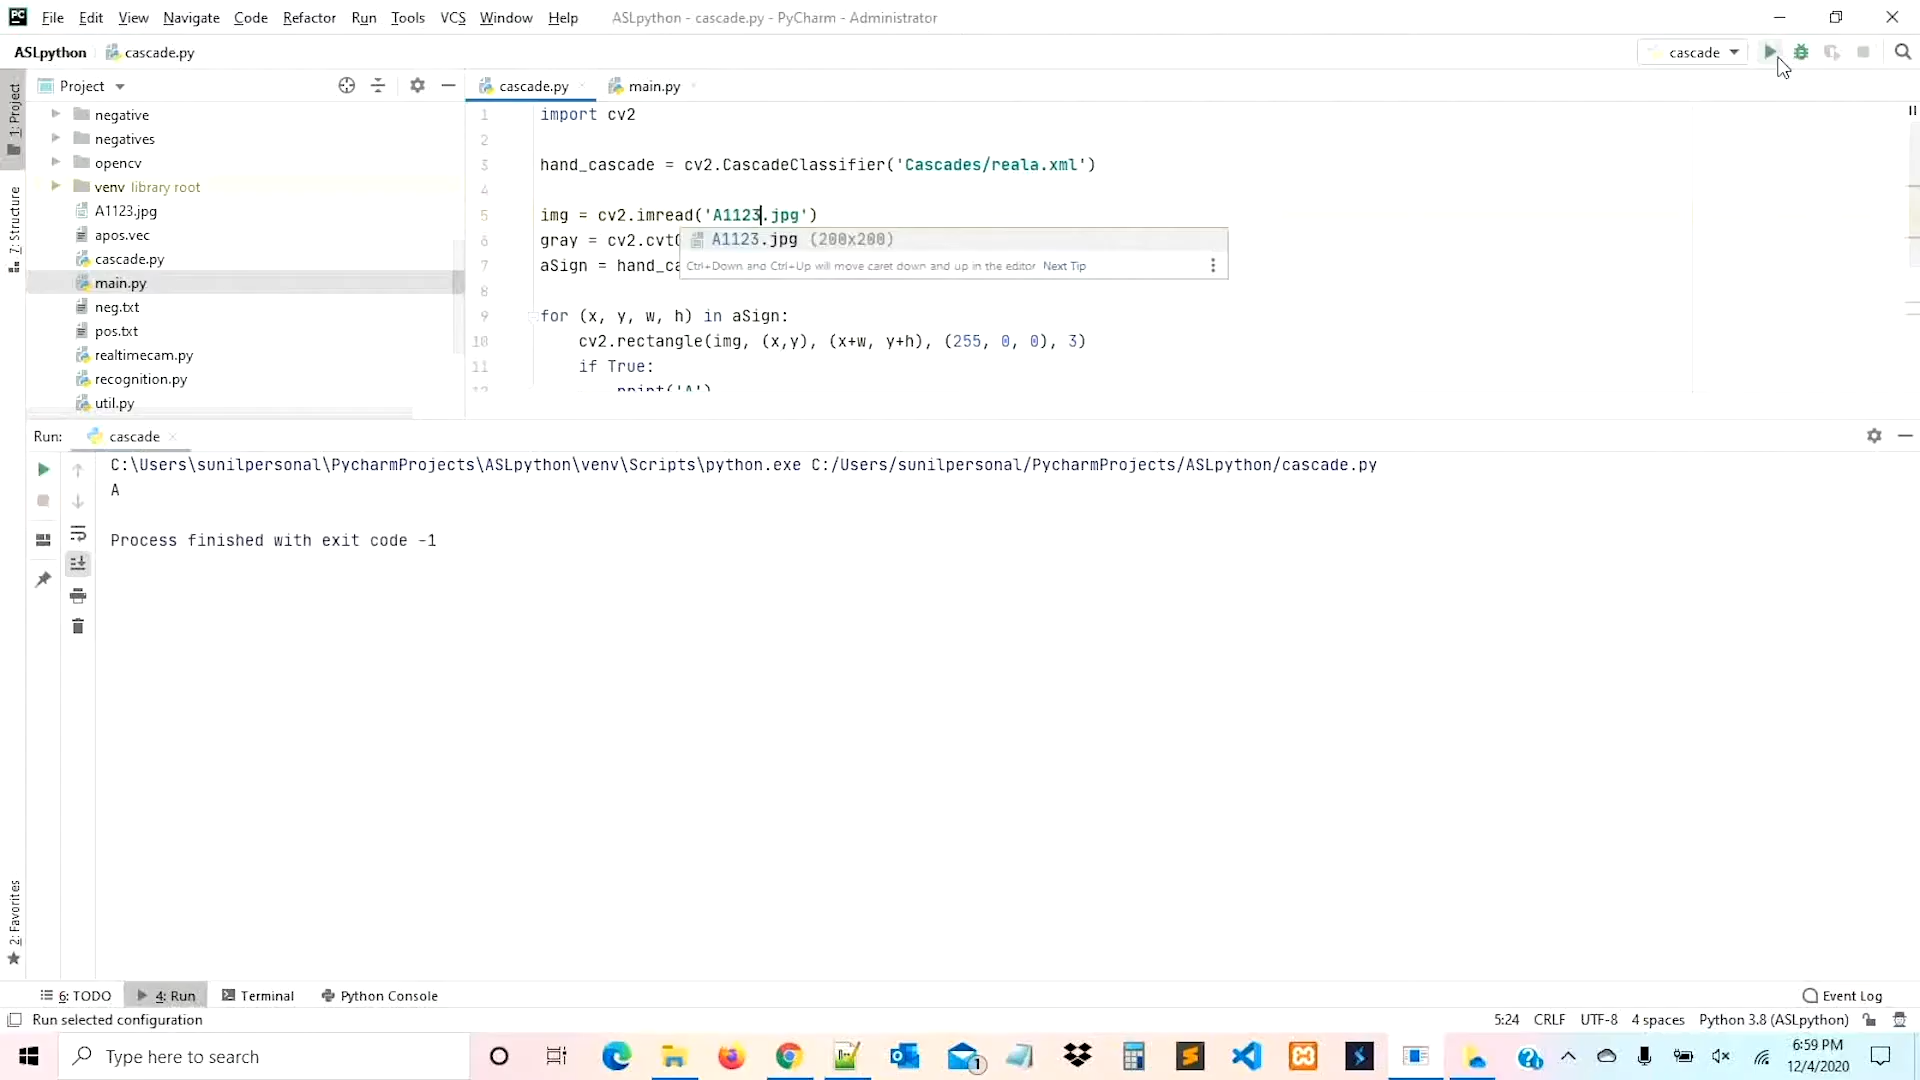 PC File Edit View Navigate Code Refactor Run Tools VCS Window Help ASLpython - cascade.py - PyCharm - Administrator
ASLpython cascade.py cascade
1: Project
Project
cascade.py main.py
negative
negatives
opencv
venv library root
A1123.jpg
apos.vec
cascade.py
main.py
neg.txt
pos.txt
realtimecam.py
recognition.py
util.py
7: Structure
1 import cv2
2
3 hand_cascade = cv2.CascadeClassifier('Cascades/reala.xml')
4
5 img = cv2.imread('A1123.jpg')
6 gray = cv2.cvt
7 aSign = hand_ca
A1123.jpg (200x200)
Ctrl+Down and Ctrl+Up will move caret down and up in the editor Next Tip
8
9 for (x, y, w, h) in aSign:
10 cv2.rectangle(img, (x,y), (x+w, y+h), (255, 0, 0), 3)
11 if True:
12 print('A')
Run: cascade
C:\Users\sunilpersonal\PycharmProjects\ASLpython\venv\Scripts\python.exe C:/Users/sunilpersonal/PycharmProjects/ASLpython/cascade.py
A
Process finished with exit code -1
2: Favorites
6: TODO 4: Run Terminal Python Console Event Log
Run selected configuration 5:24 CRLF UTF-8 4 spaces Python 3.8 (ASLpython)
Type here to search 1 6:59 PM
12/4/2020